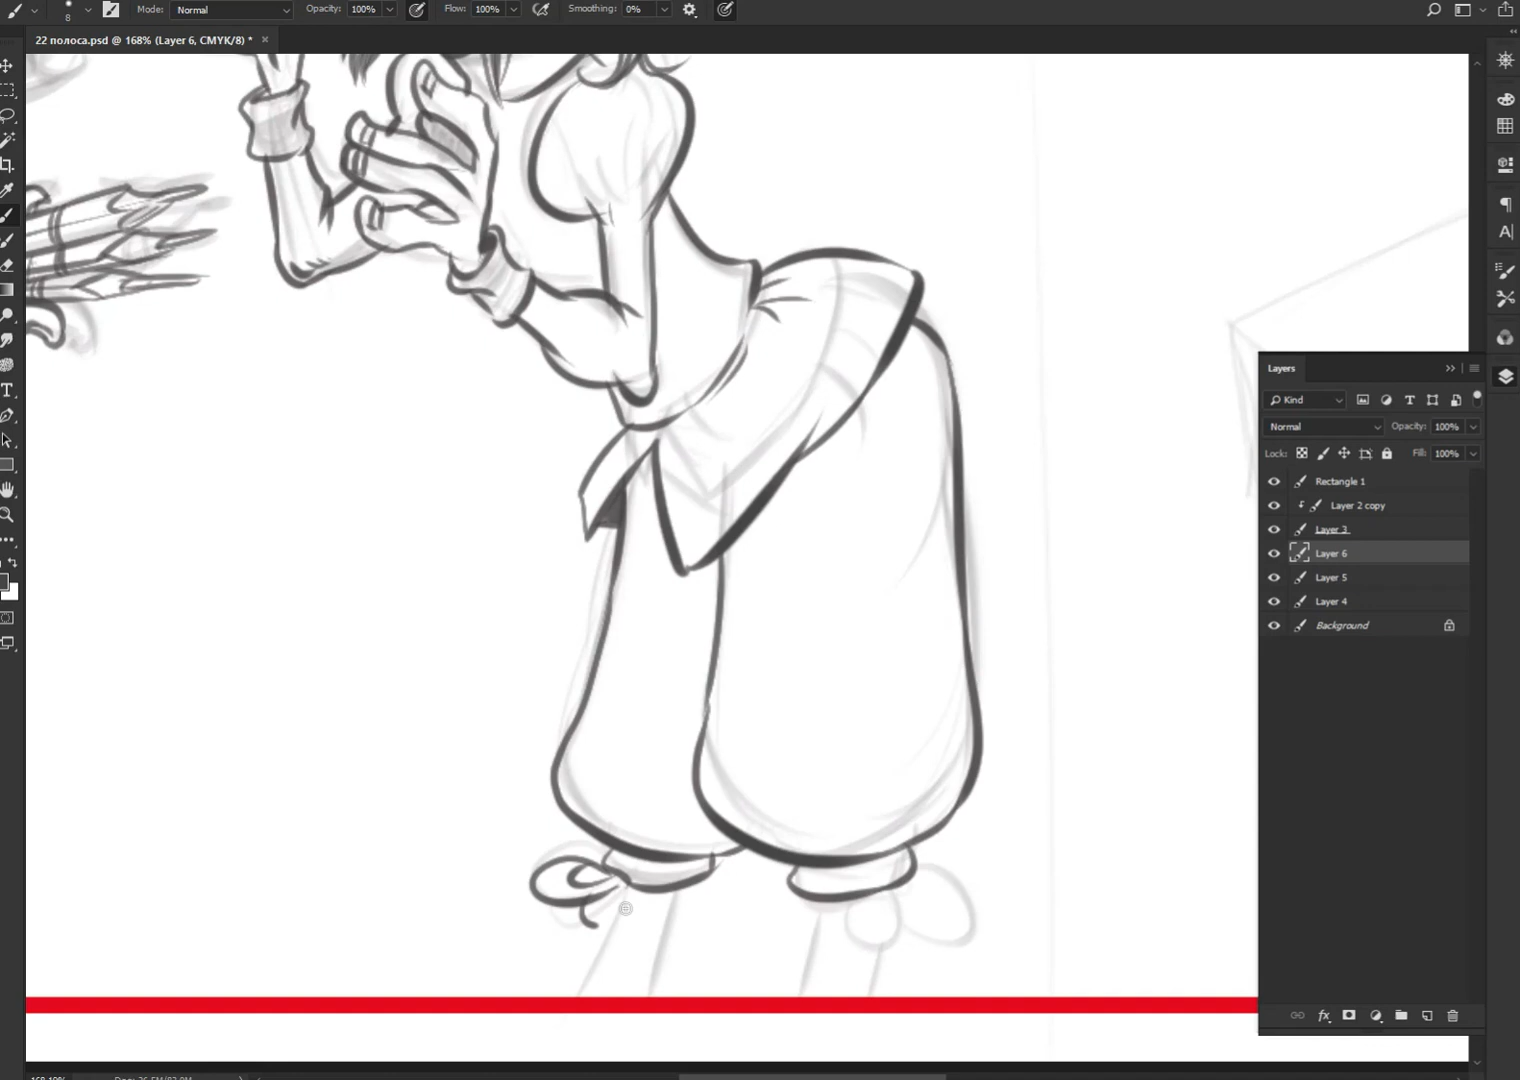 8 Mode: Normal Opacity: 100% Flow: 100% Smoothing: 0%
22 полоса.psd @ 168% (Layer 6, CMYK/8) * ×
Layers
Kind
Normal Opacity: 100%
Lock: Fill: 100%
Rectangle 1
Layer 2 copy
Layer 3
Layer 6
Layer 5
Layer 4
Background